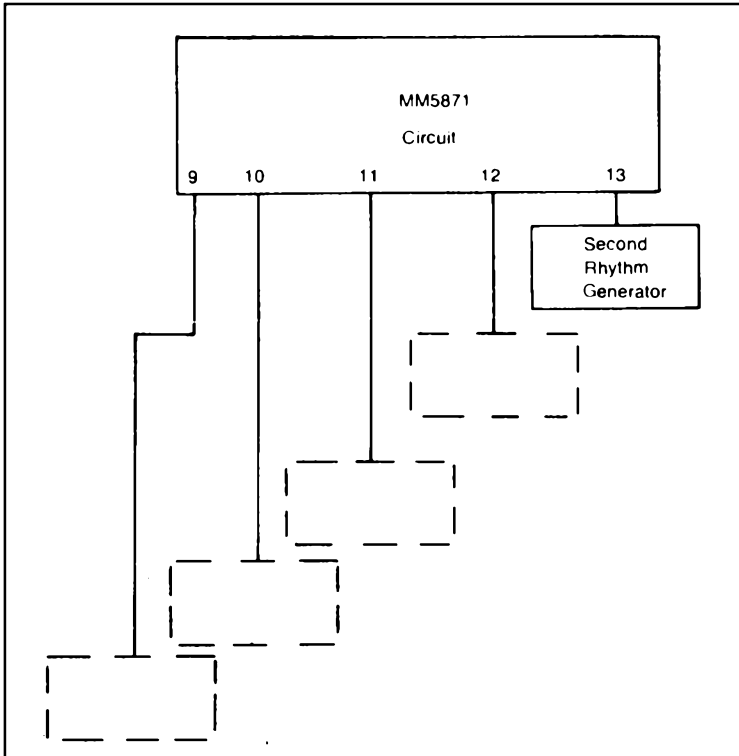 MM5871
Circuit
9 10 11 12 13
Second
Rhythm
Generator